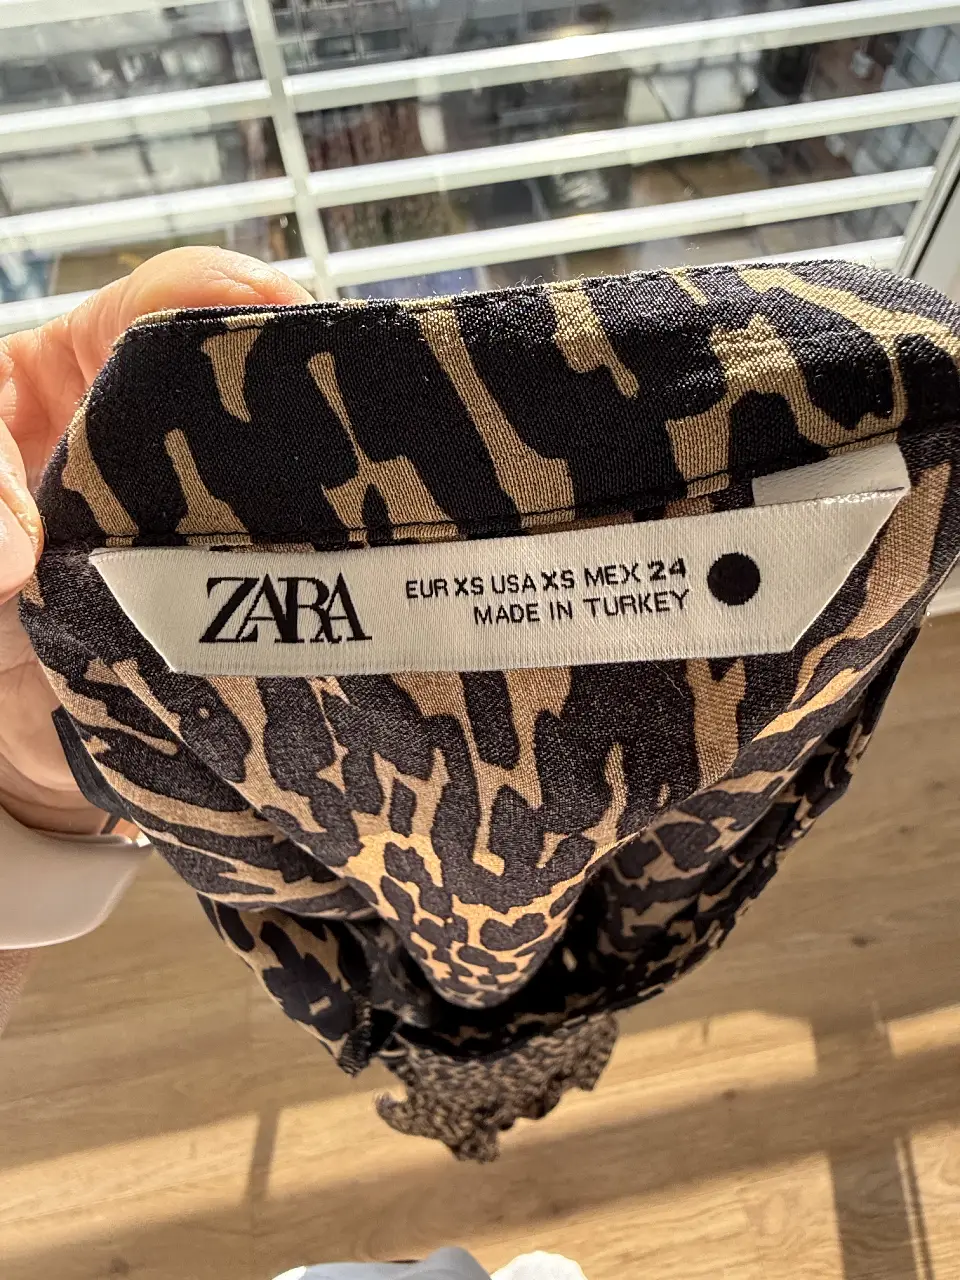 ZARA
EUR XS USA XS MEX 24
MADE IN TURKEY